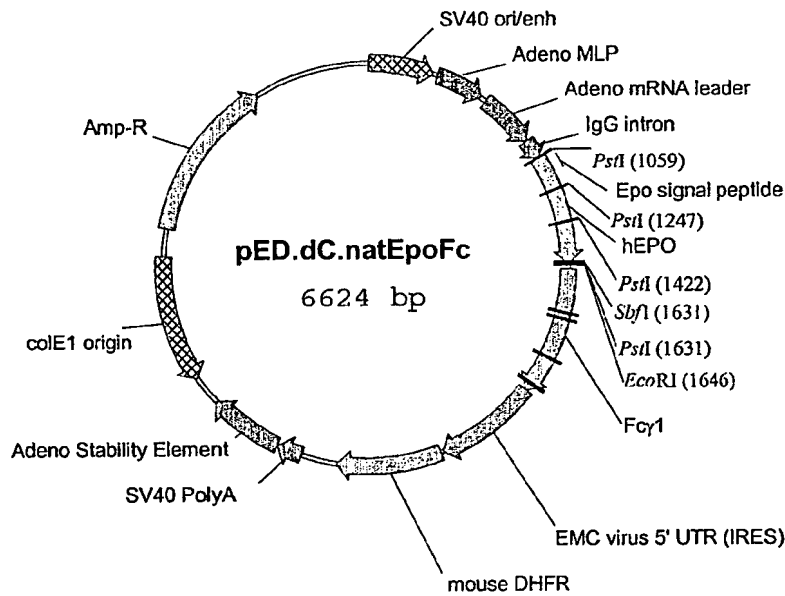 SV40 ori/enh
Adeno MLP
Adeno mRNA leader
IgG intron
PstI (1059)
Epo signal peptide
PstI (1247)
hEPO
PstI (1422)
SbfI (1631)
PstI (1631)
EcoRI (1646)
Fcγ1
EMC virus 5' UTR (IRES)
mouse DHFR
SV40 PolyA
Adeno Stability Element
colE1 origin
Amp-R
pED.dC.natEpoFc
6624 bp